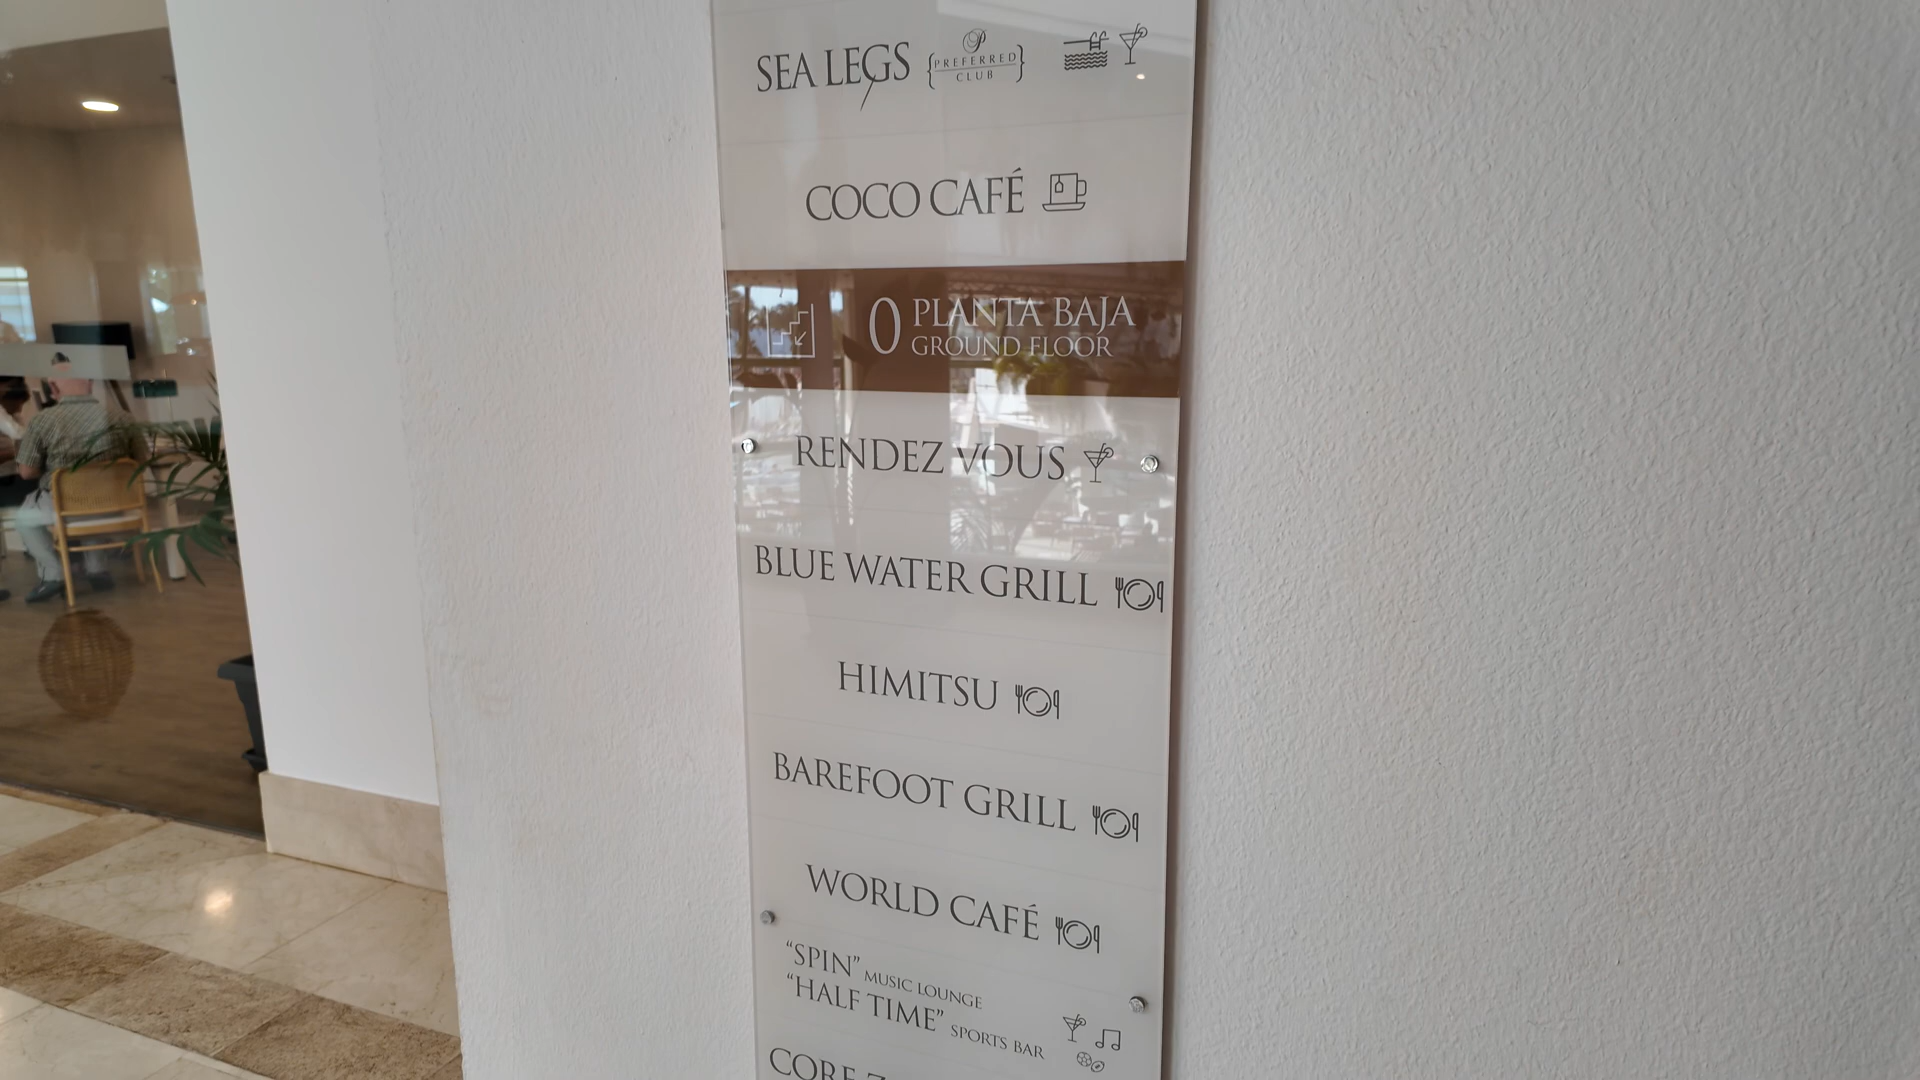 SEA LEGS {P PREFERRED CLUB}
COCO CAFÉ
0 PLANTA BAJA
GROUND FLOOR
RENDEZ VOUS
BLUE WATER GRILL
HIMITSU
BAREFOOT GRILL
WORLD CAFÉ
“SPIN” MUSIC LOUNGE
“HALF TIME” SPORTS BAR
CORE